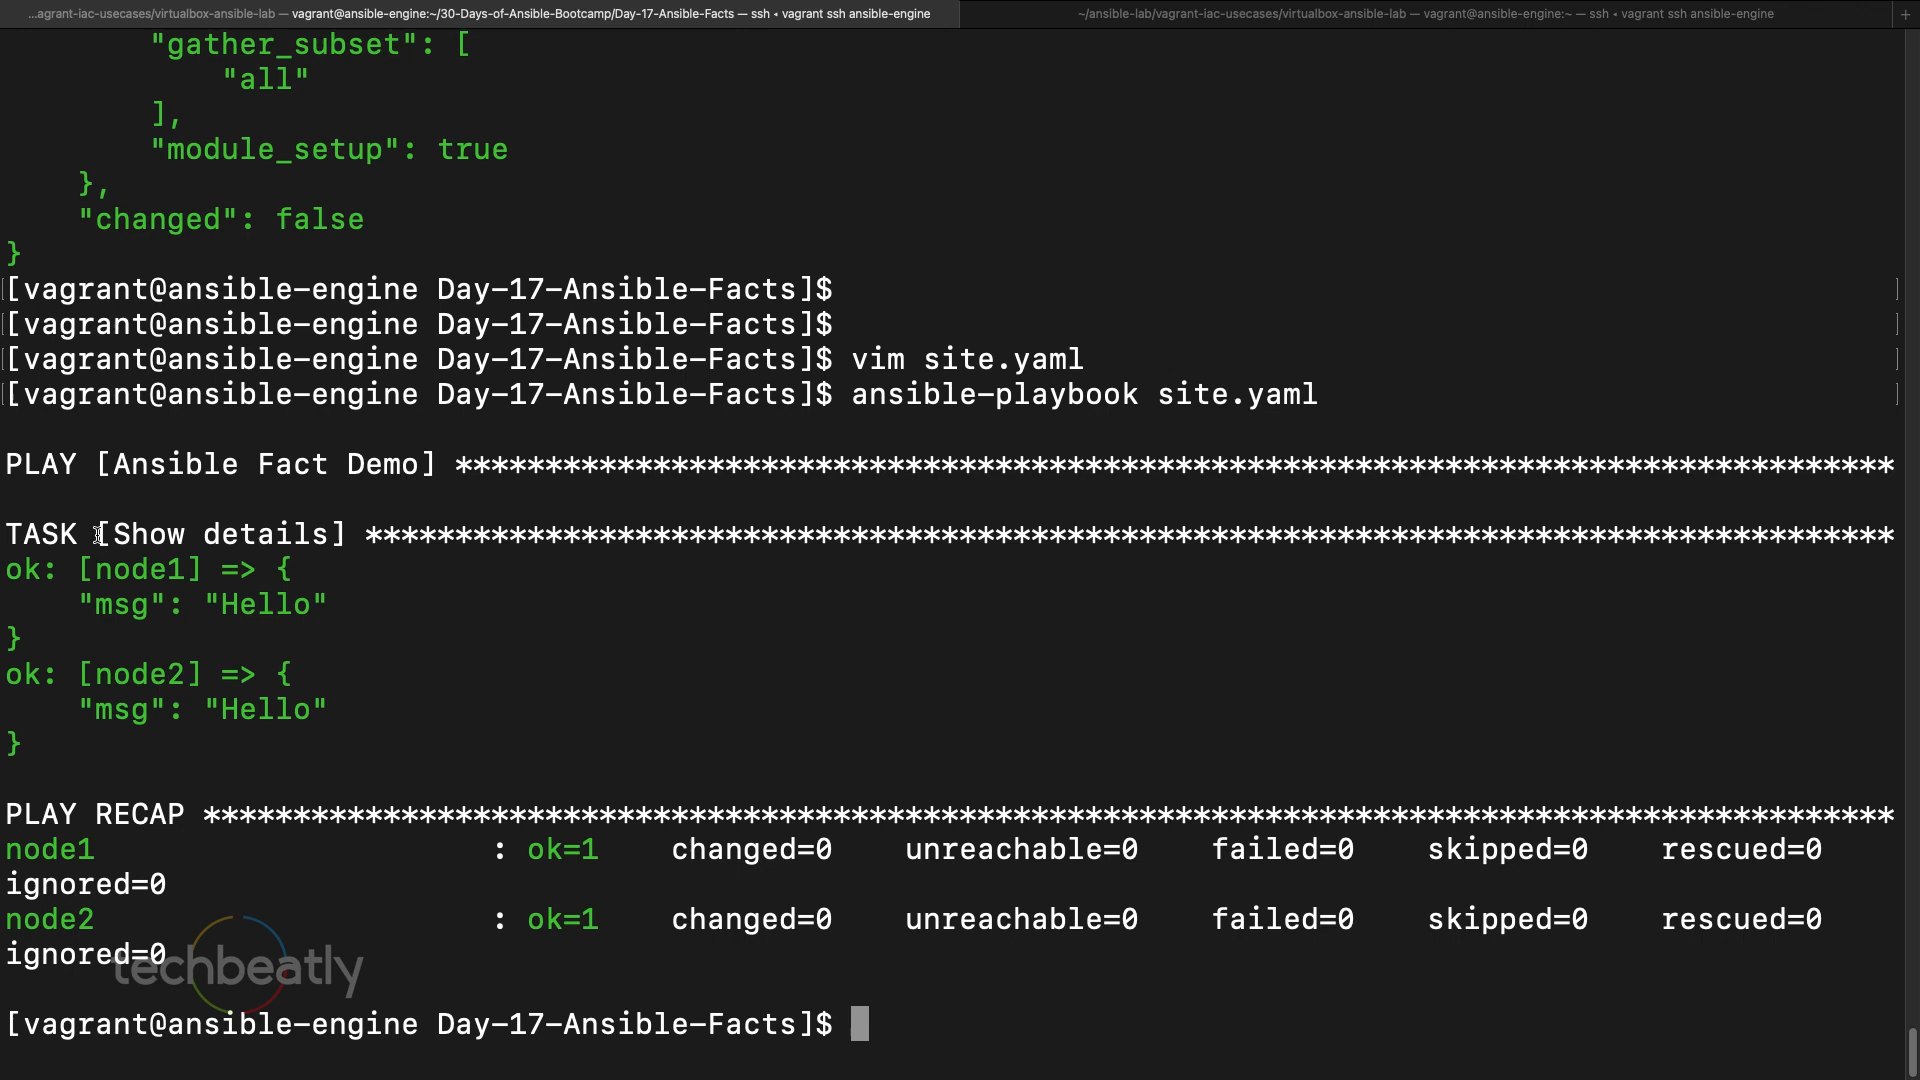 ...agrant-iac-usecases/virtualbox-ansible-lab — vagrant@ansible-engine:~/30-Days-of-Ansible-Bootcamp/Day-17-Ansible-Facts — ssh ‹ vagrant ssh ansible-engine
~/ansible-lab/vagrant-iac-usecases/virtualbox-ansible-lab — vagrant@ansible-engine:~ — ssh ‹ vagrant ssh ansible-engine
+
"gather_subset": [
"all"
],
"module_setup": true
},
"changed": false
}
[vagrant@ansible-engine Day-17-Ansible-Facts]$
[vagrant@ansible-engine Day-17-Ansible-Facts]$
[vagrant@ansible-engine Day-17-Ansible-Facts]$ vim site.yaml
[vagrant@ansible-engine Day-17-Ansible-Facts]$ ansible-playbook site.yaml
PLAY [Ansible Fact Demo] ********************************************************************************
TASK [Show details] *************************************************************************************
ok: [node1] => {
"msg": "Hello"
}
ok: [node2] => {
"msg": "Hello"
}
PLAY RECAP **********************************************************************************************
node1 : ok=1 changed=0 unreachable=0 failed=0 skipped=0 rescued=0
ignored=0
node2 : ok=1 changed=0 unreachable=0 failed=0 skipped=0 rescued=0
ignored=0
techbeatly
[vagrant@ansible-engine Day-17-Ansible-Facts]$